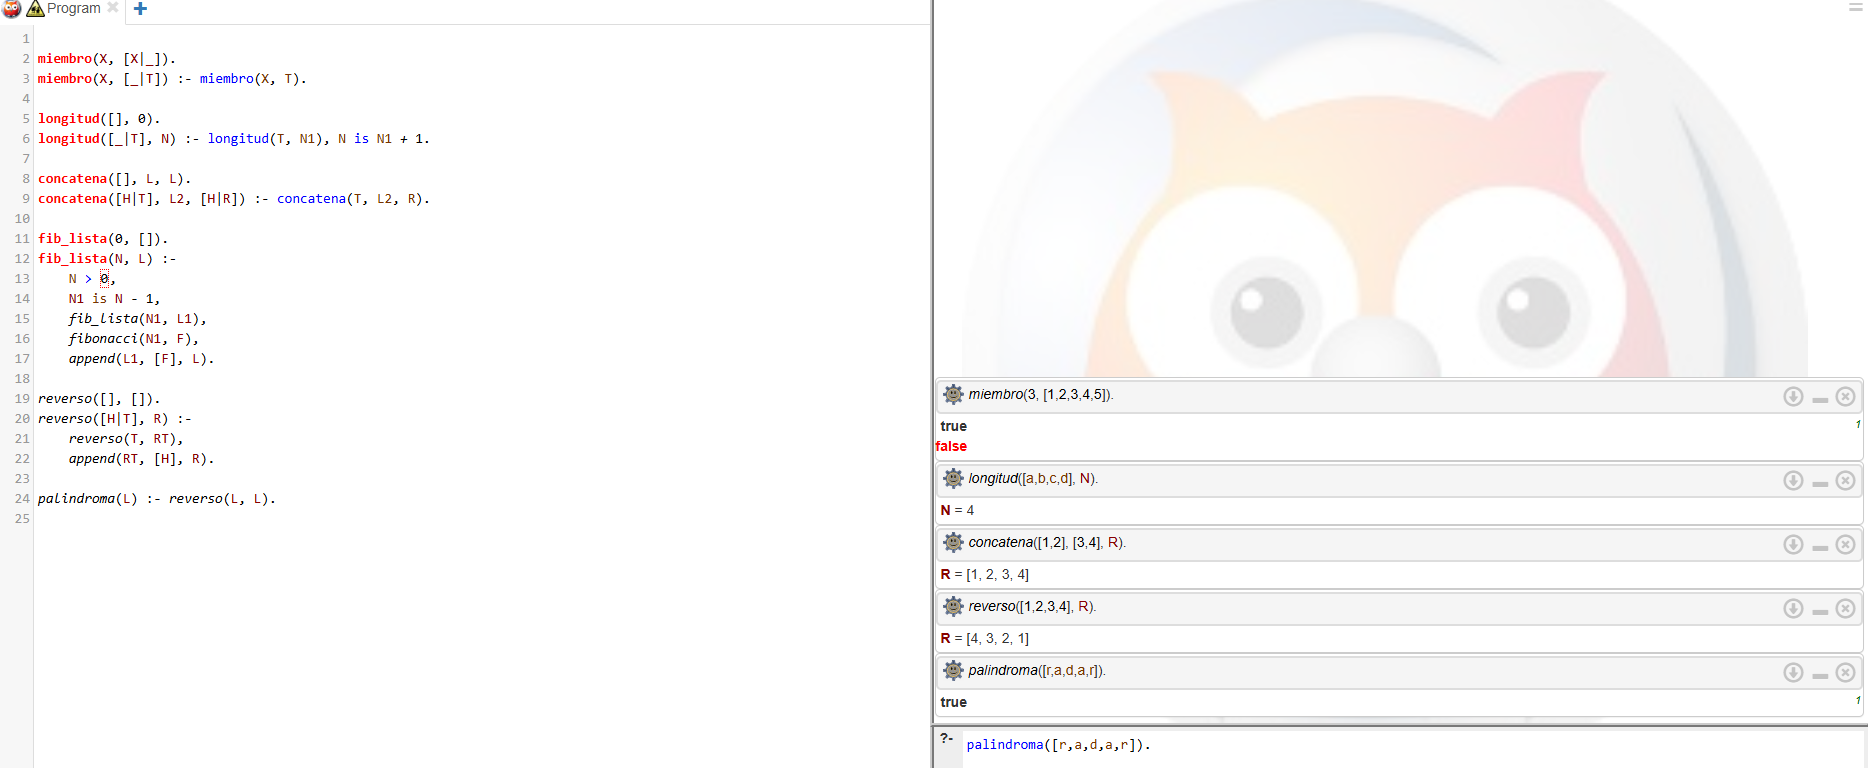 Program
1
2 miembro(X, [X|_]).
3 miembro(X, [_|T]) :- miembro(X, T).
4
5 longitud([], 0).
6 longitud([_|T], N) :- longitud(T, N1), N is N1 + 1.
7
8 concatena([], L, L).
9 concatena([H|T], L2, [H|R]) :- concatena(T, L2, R).
10
11 fib_lista(0, []).
12 fib_lista(N, L) :-
13     N > 0,
14     N1 is N - 1,
15     fib_lista(N1, L1),
16     fibonacci(N1, F),
17     append(L1, [F], L).
18
19 reverso([], []).
20 reverso([H|T], R) :-
21     reverso(T, RT),
22     append(RT, [H], R).
23
24 palindroma(L) :- reverso(L, L).
25
miembro(3, [1,2,3,4,5]).
true 1
false
longitud([a,b,c,d], N).
N = 4
concatena([1,2], [3,4], R).
R = [1, 2, 3, 4]
reverso([1,2,3,4], R).
R = [4, 3, 2, 1]
palindroma([r,a,d,a,r]).
true 1
?- palindroma([r,a,d,a,r]).